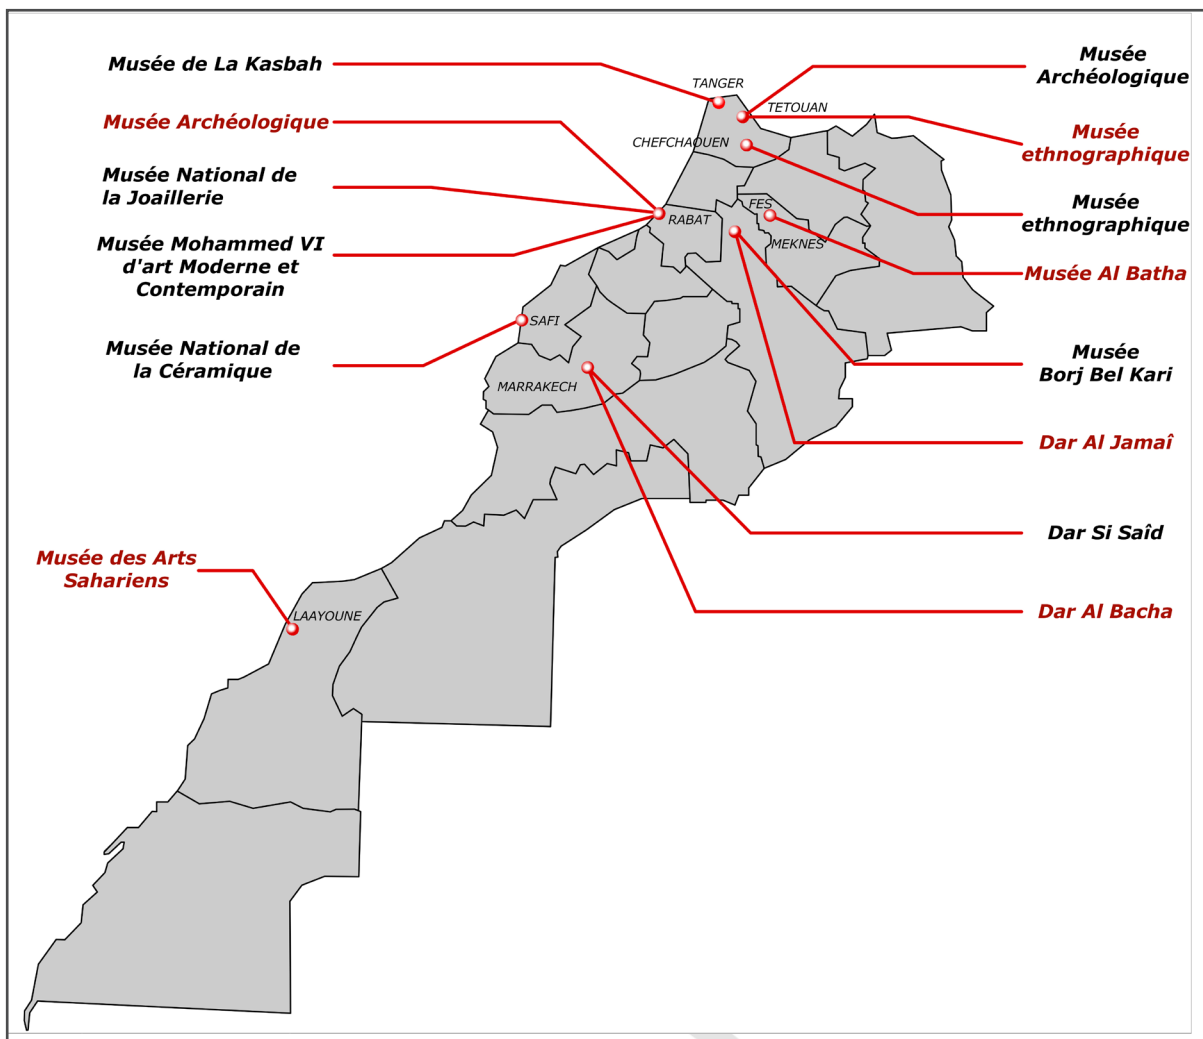 Musée de La Kasbah
Musée Archéologique
Musée National de
la Joaillerie
Musée Mohammed VI
d'art Moderne et
Contemporain
Musée National de
la Céramique
Musée des Arts
Sahariens
TANGER
TETOUAN
CHEFCHAOUEN
FES
RABAT
MEKNES
SAFI
MARRAKECH
LAAYOUNE
Musée
Archéologique
Musée
ethnographique
Musée
ethnographique
Musée Al Batha
Musée
Borj Bel Kari
Dar Al Jamaî
Dar Si Saîd
Dar Al Bacha